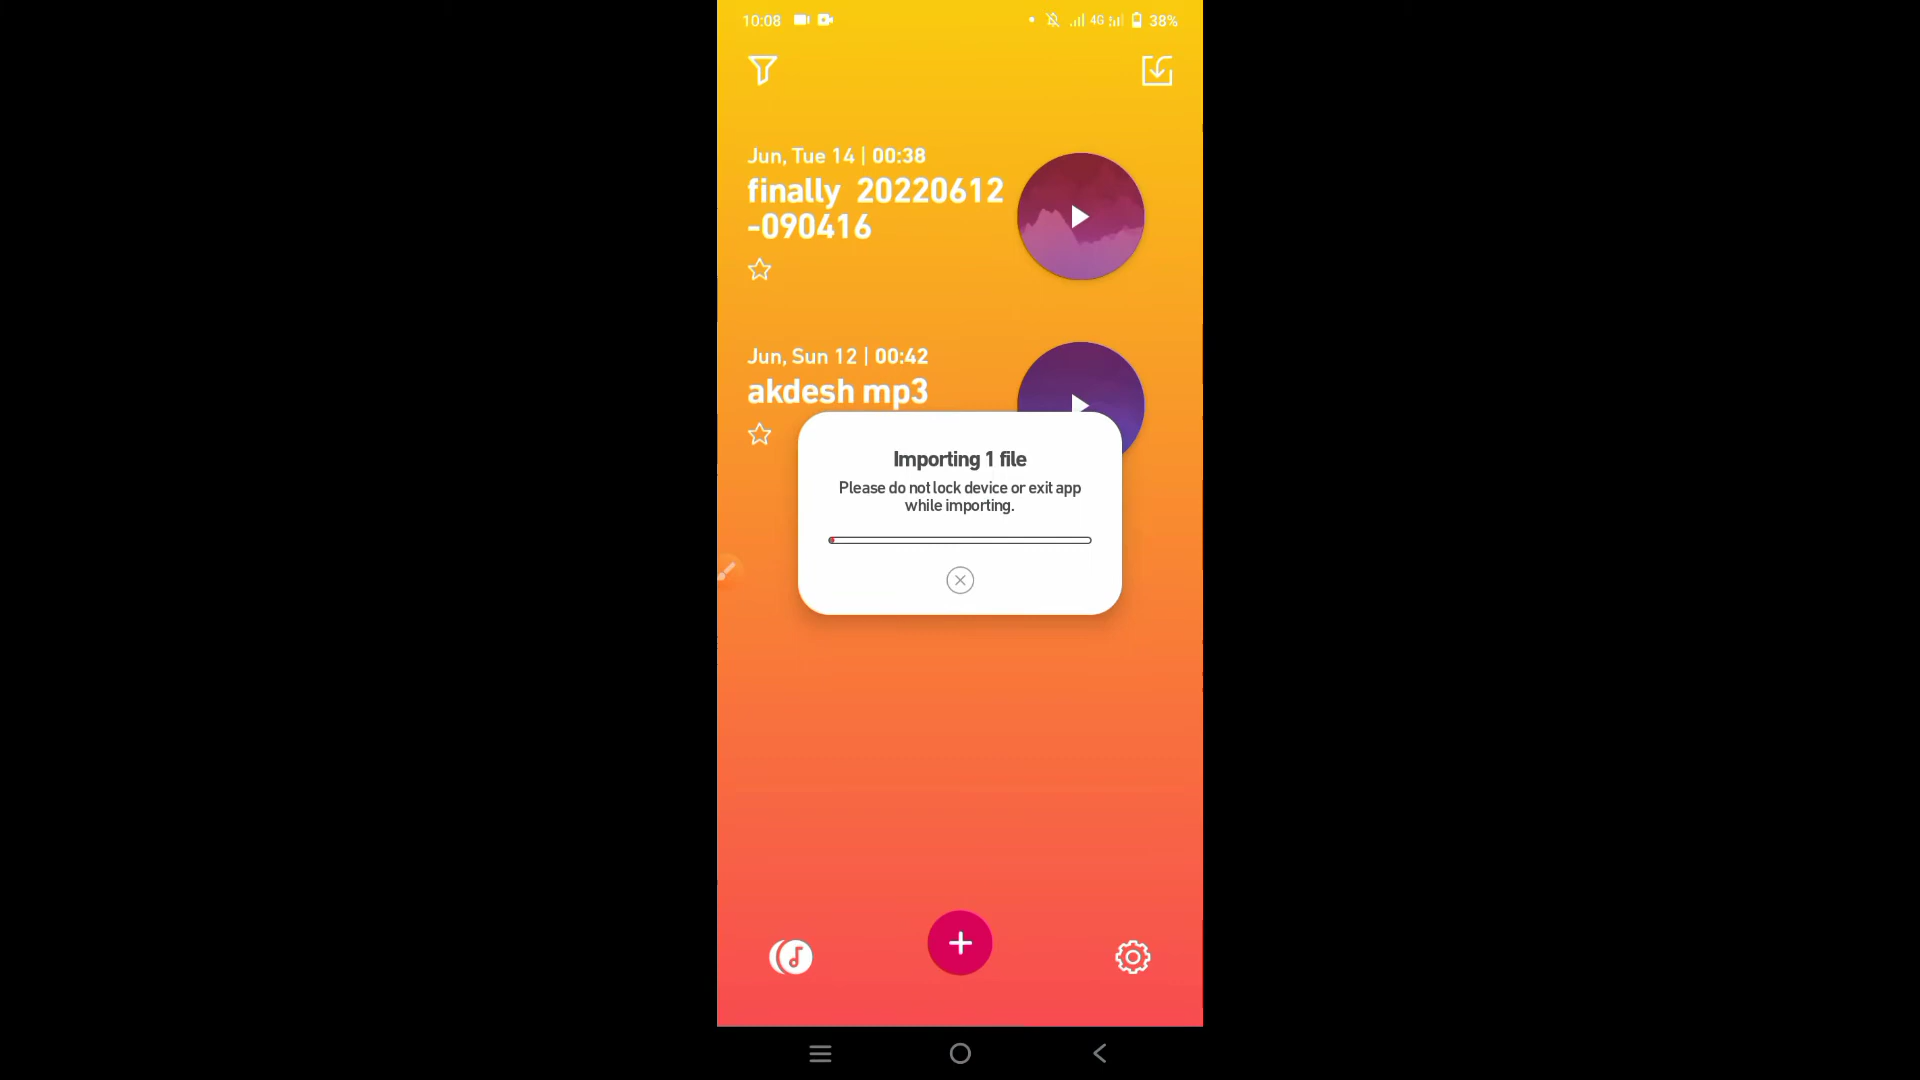 10:08
4G
38%
Jun, Tue 14 | 00:38
finally 20220612
-090416
Jun, Sun 12 | 00:42
akdesh mp3
Importing 1 file
Please do not lock device or exit app
while importing.